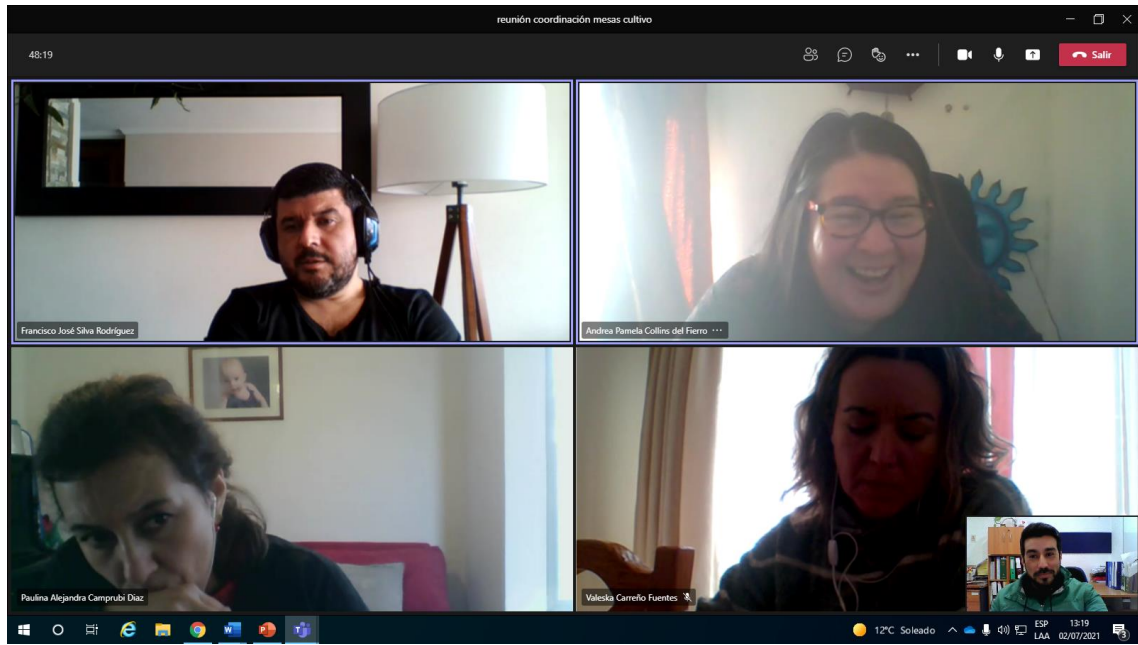 reunión coordinación mesas cultivo
48:19
Salir
Francisco José Silva Rodríguez
Andrea Pamela Collins del Fierro ···
Paulina Alejandra Camprubi Diaz
Valeska Carreño Fuentes
12°C Soleado
ESP
LAA
13:19
02/07/2021
3